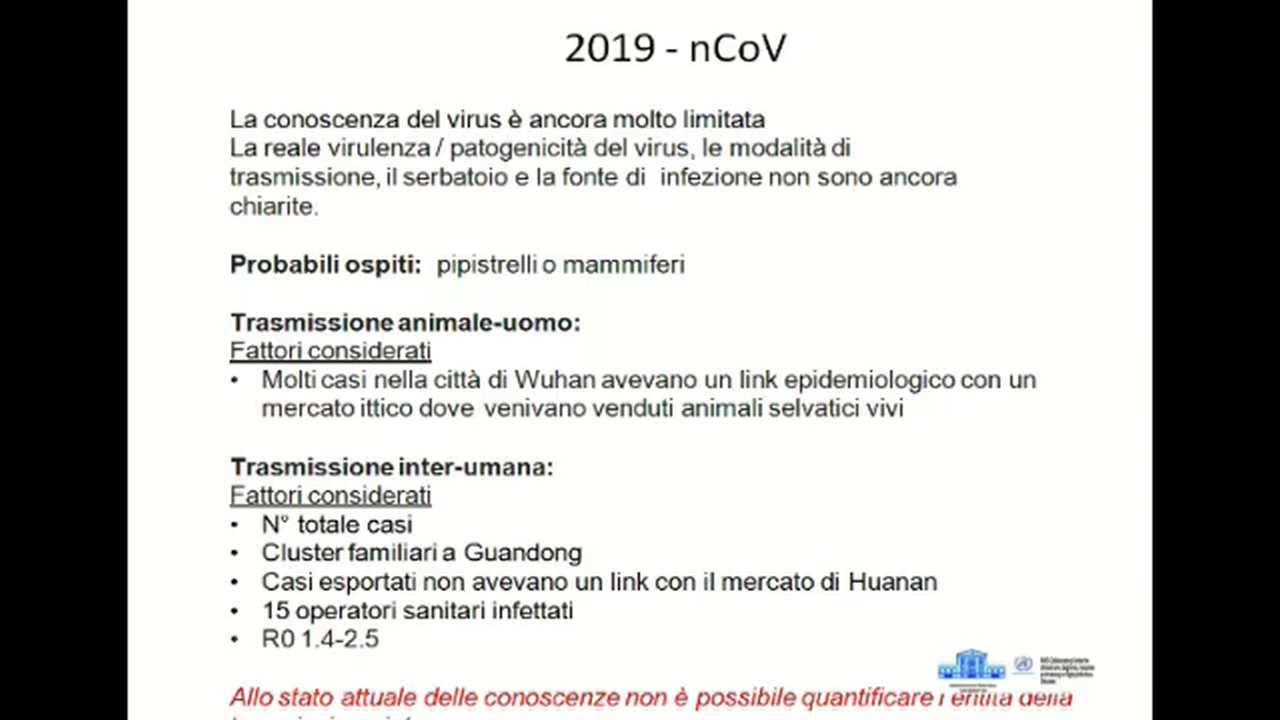 2019 - nCoV
La conoscenza del virus è ancora molto limitata
La reale virulenza / patogenicità del virus, le modalità di
trasmissione, il serbatoio e la fonte di infezione non sono ancora
chiarite.
Probabili ospiti: pipistrelli o mammiferi
Trasmissione animale-uomo:
Fattori considerati
• Molti casi nella città di Wuhan avevano un link epidemiologico con un
mercato ittico dove venivano venduti animali selvatici vivi
Trasmissione inter-umana:
Fattori considerati
• N° totale casi
• Cluster familiari a Guandong
• Casi esportati non avevano un link con il mercato di Huanan
• 15 operatori sanitari infettati
• R0 1.4-2.5
Allo stato attuale delle conoscenze non è possibile quantificare l'entità della